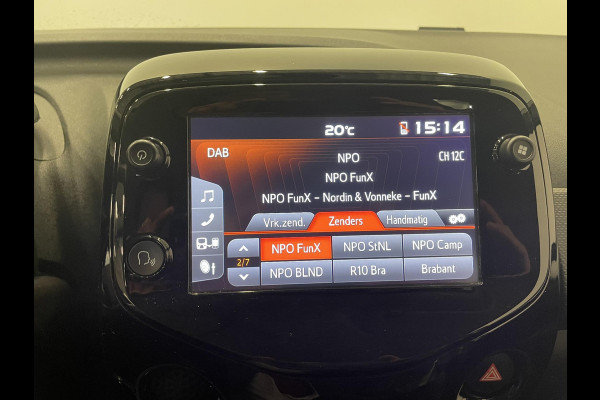 20°C 15:14
DAB NPO CH 12C
NPO FunX
NPO FunX - Nordin & Vonneke - FunX
Vrk.zend. Zenders Handmatig
NPO FunX NPO StNL NPO Camp
2/7
NPO BLND R10 Bra Brabant